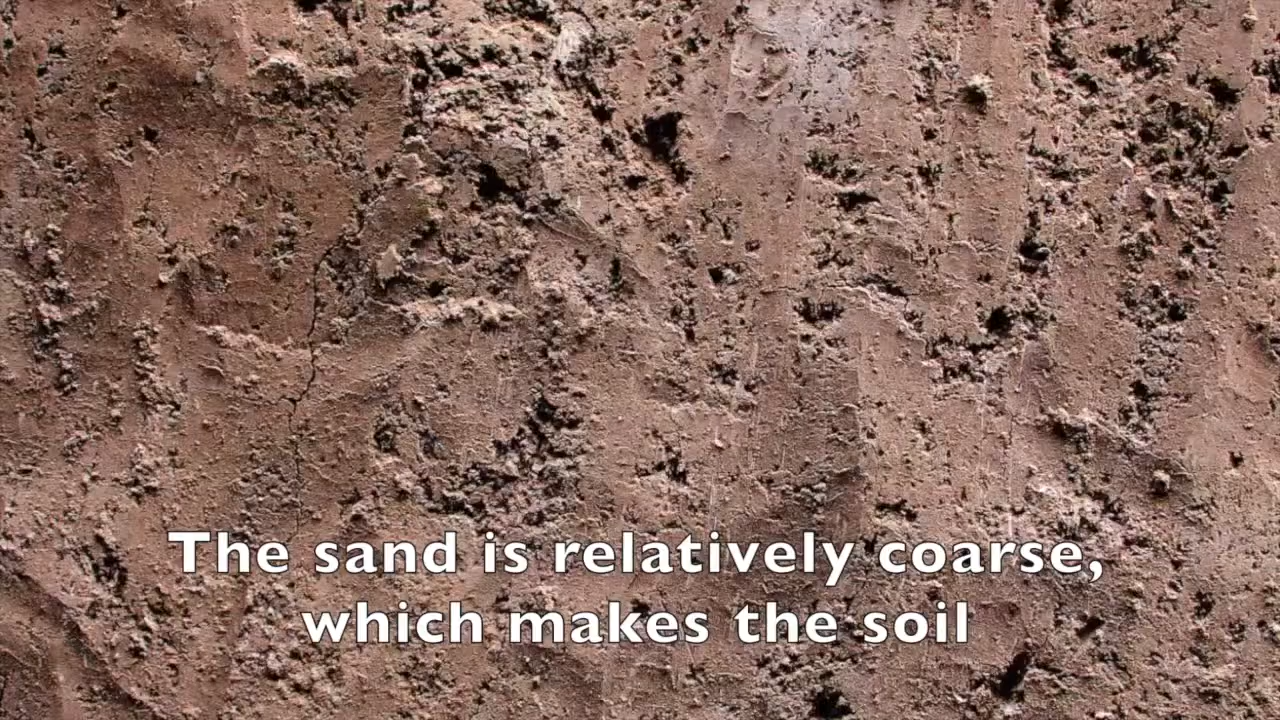 The sand is relatively coarse,
which makes the soil